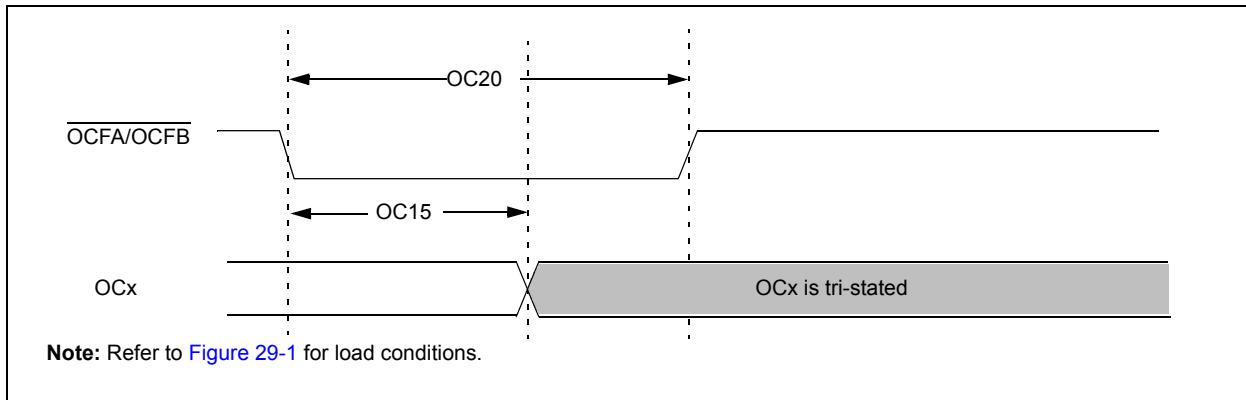 OC20
OCFA/OCFB
OC15
OCx
OCx is tri-stated
Note: Refer to Figure 29-1 for load conditions.